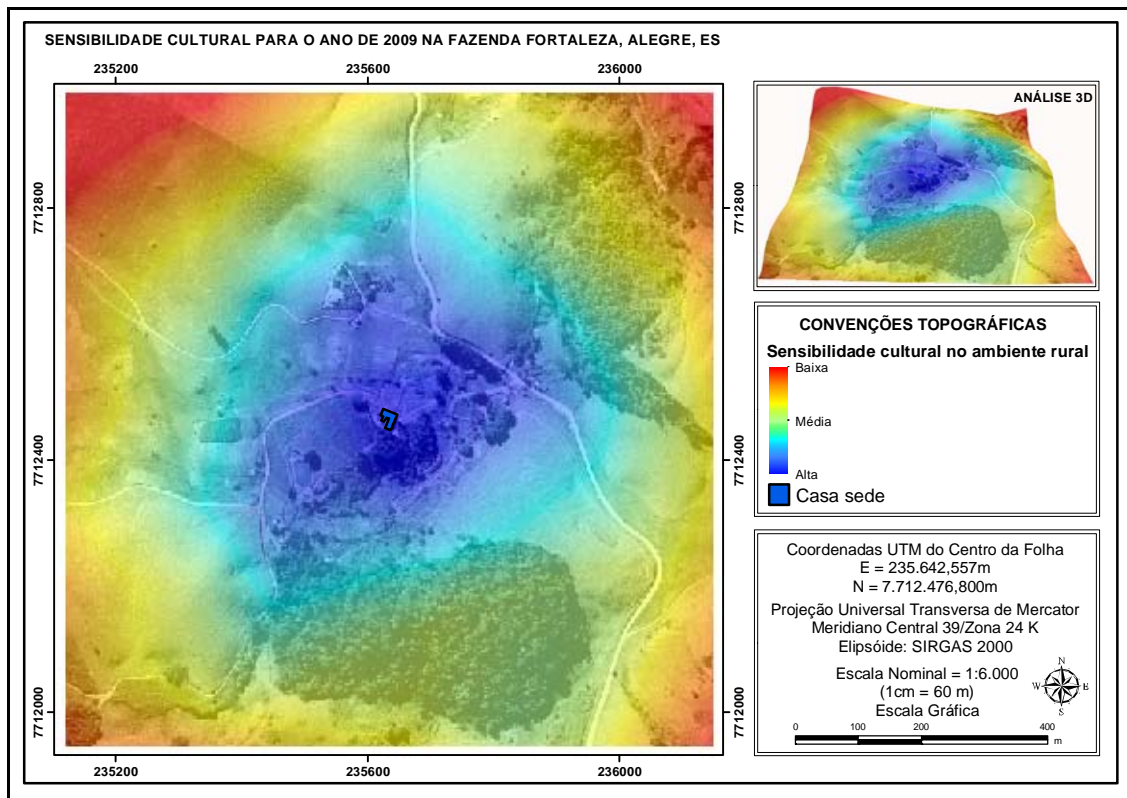 SENSIBILIDADE CULTURAL PARA O ANO DE 2009 NA FAZENDA FORTALEZA, ALEGRE, ES
235200
235600
236000
7712800
7712800
7712400
7712400
7712000
7712000
235200
235600
236000
ANÁLISE 3D
CONVENÇÕES TOPOGRÁFICAS
Sensibilidade cultural no ambiente rural
Baixa
Média
Alta
Casa sede
Coordenadas UTM do Centro da Folha
E = 235.642,557m
N = 7.712.476,800m
Projeção Universal Transversa de Mercator
Meridiano Central 39/Zona 24 K
Elipsóide: SIRGAS 2000
Escala Nominal = 1:6.000
(1cm = 60 m)
Escala Gráfica
N
W
E
S
0 100 200 400
m